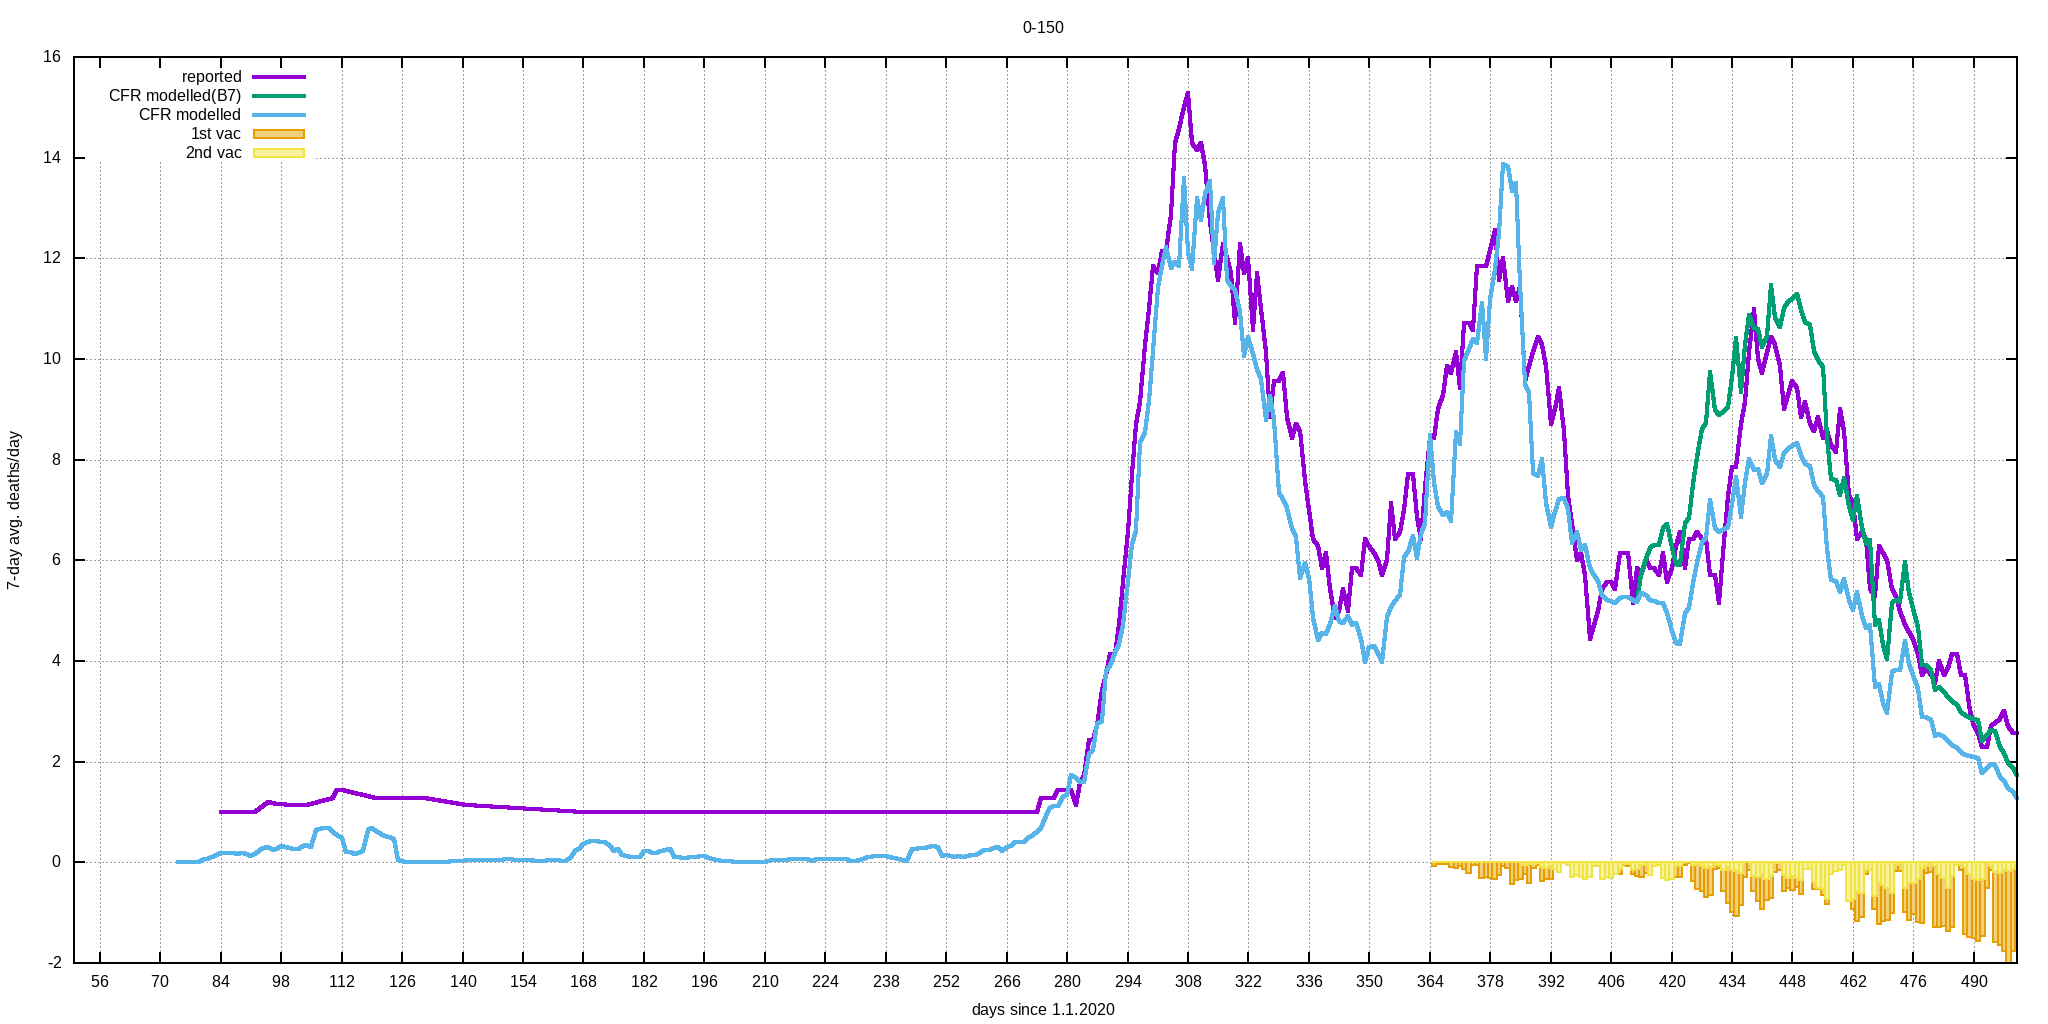 0-150
reported
CFR modelled(B7)
CFR modelled
1st vac
2nd vac
16
14
12
10
8
6
4
2
0
-2
7-day avg. deaths/day
56 70 84 98 112 126 140 154 168 182 196 210 224 238 252 266 280 294 308 322 336 350 364 378 392 406 420 434 448 462 476 490
days since 1.1.2020